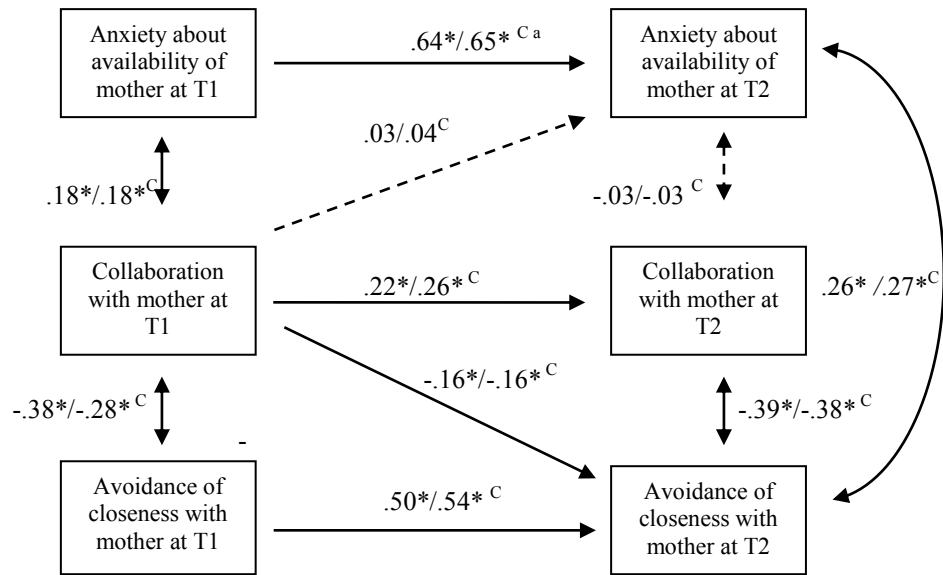 Anxiety about
availability of
mother at T1
.64*/.65* C a
Anxiety about
availability of
mother at T2
.03/.04C
.18*/.18*C
-.03/-.03 C
Collaboration
with mother at
T1
.22*/.26* C
Collaboration
with mother at
T2
.26* /.27*C
-.16*/-.16* C
-.38*/-.28* C
-.39*/-.38* C
-
Avoidance of
closeness with
mother at T1
.50*/.54* C
Avoidance of
closeness with
mother at T2